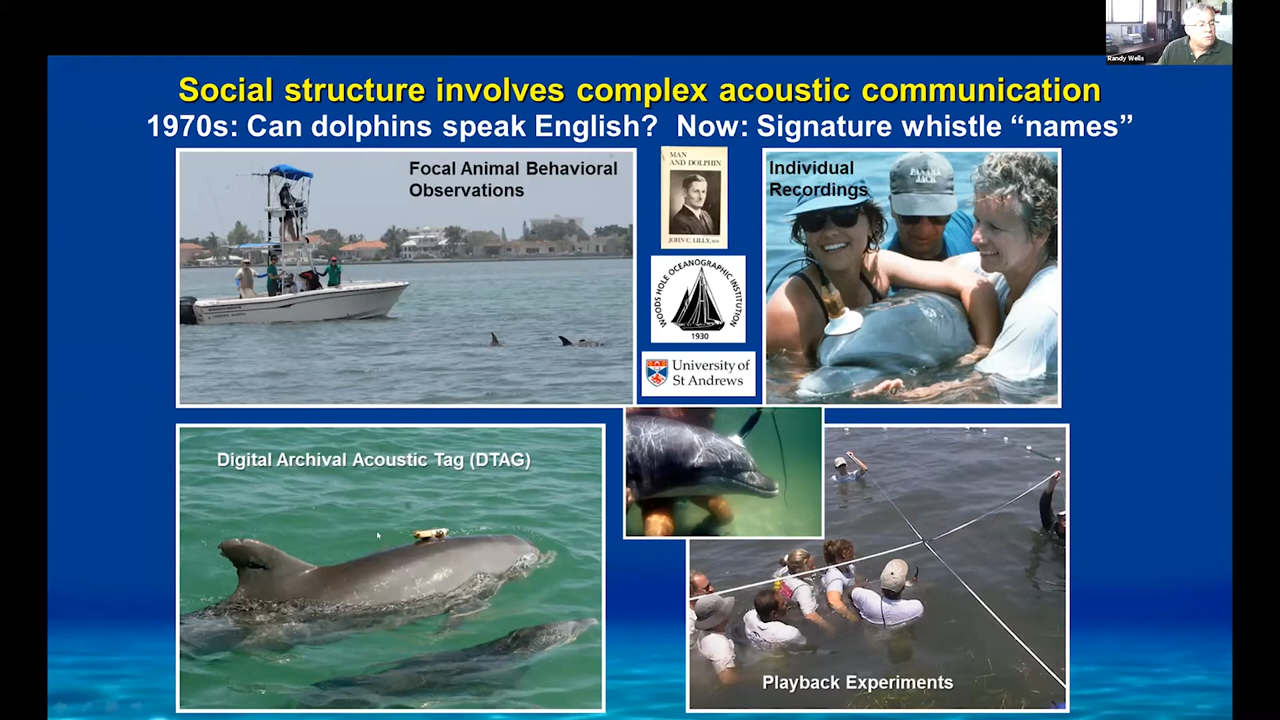 Randy Wells
Social structure involves complex acoustic communication
1970s: Can dolphins speak English?  Now: Signature whistle “names”
Focal Animal Behavioral
Observations
MAN
AND DOLPHIN
JOHN C. LILLY, M.D.
WOODS HOLE OCEANOGRAPHIC INSTITUTION
1930
University of
St Andrews
Individual
Recordings
PANAMA
JACK
Digital Archival Acoustic Tag (DTAG)
Playback Experiments